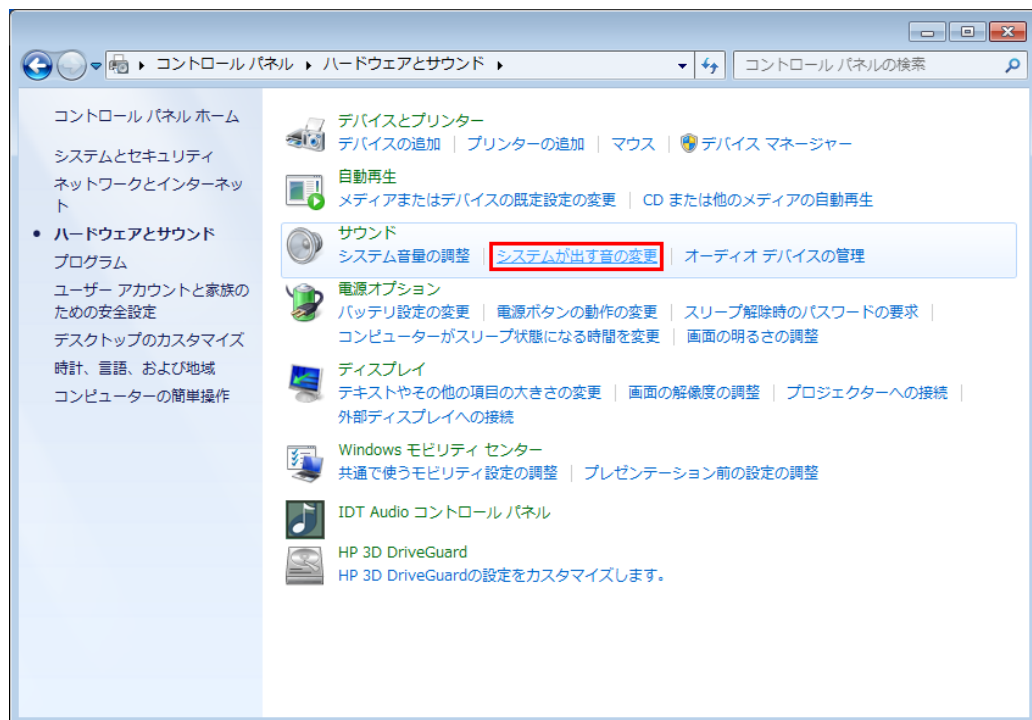 コントロール パネル ▸ ハードウェアとサウンド ▸
コントロール パネルの検索
コントロール パネル ホーム
システムとセキュリティ
ネットワークとインターネッ
ト
• ハードウェアとサウンド
プログラム
ユーザー アカウントと家族の
ための安全設定
デスクトップのカスタマイズ
時計、言語、および地域
コンピューターの簡単操作
デバイスとプリンター
デバイスの追加 | プリンターの追加 | マウス | デバイス マネージャー
自動再生
メディアまたはデバイスの既定設定の変更 | CD または他のメディアの自動再生
サウンド
システム音量の調整 | システムが出す音の変更 | オーディオ デバイスの管理
電源オプション
バッテリ設定の変更 | 電源ボタンの動作の変更 | スリープ解除時のパスワードの要求 |
コンピューターがスリープ状態になる時間を変更 | 画面の明るさの調整
ディスプレイ
テキストやその他の項目の大きさの変更 | 画面の解像度の調整 | プロジェクターへの接続 |
外部ディスプレイへの接続
Windows モビリティ センター
共通で使うモビリティ設定の調整 | プレゼンテーション前の設定の調整
IDT Audio コントロール パネル
HP 3D DriveGuard
HP 3D DriveGuardの設定をカスタマイズします。